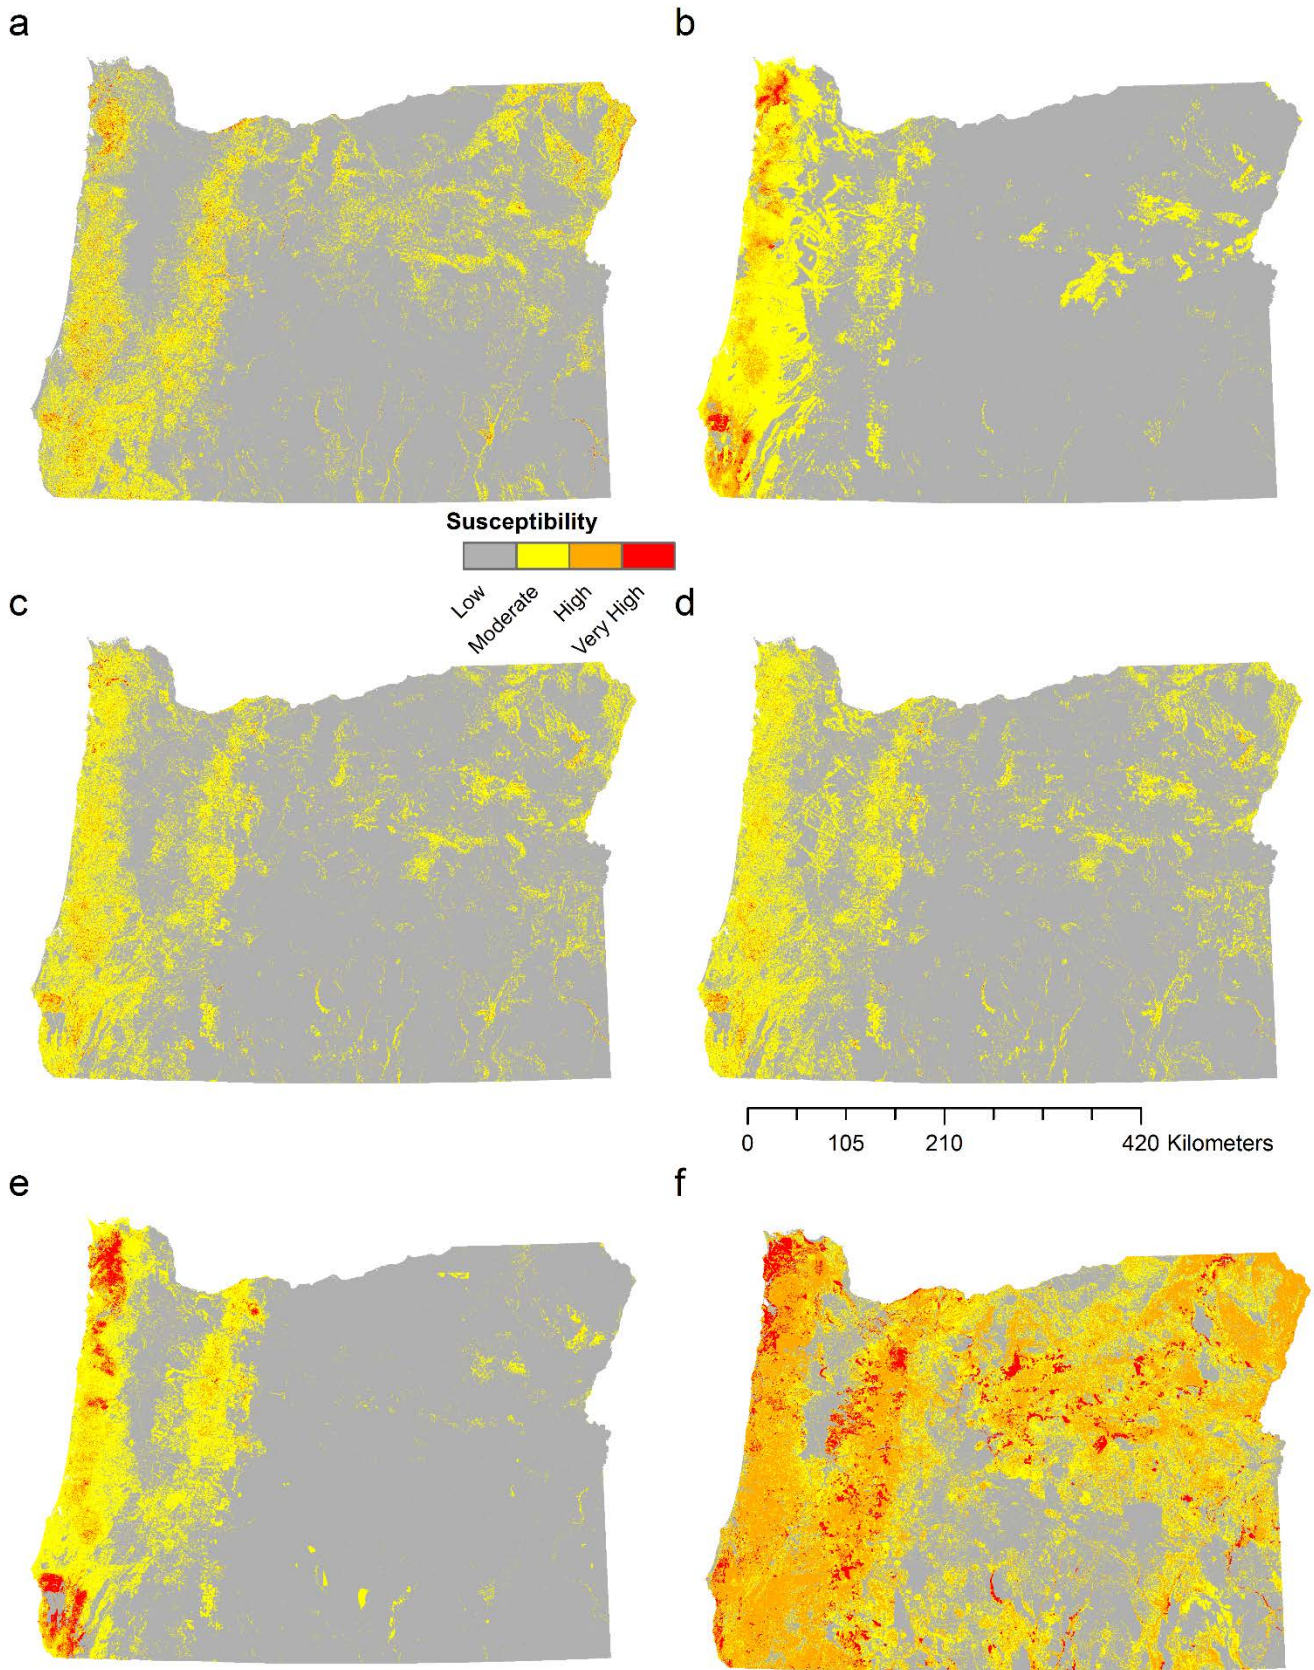 a
b
Susceptibility
Low
Moderate
High
Very High
c
d
0 105 210 420 Kilometers
e
f